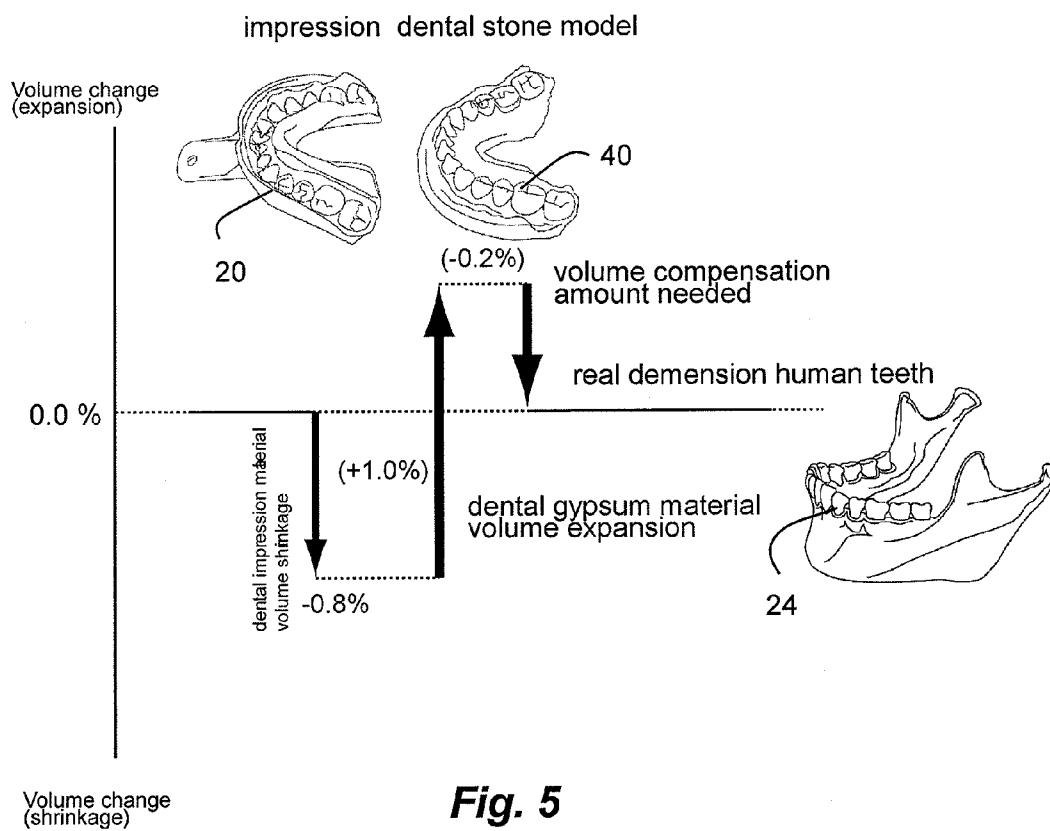 impression dental stone model
Volume change
(expansion)
40
20
(-0.2%)
volume compensation
amount needed
real demension human teeth
0.0 %
dental impression material
volume shrinkage
(+1.0%)
dental gypsum material
volume expansion
-0.8%
24
Volume change
(shrinkage)
Fig. 5